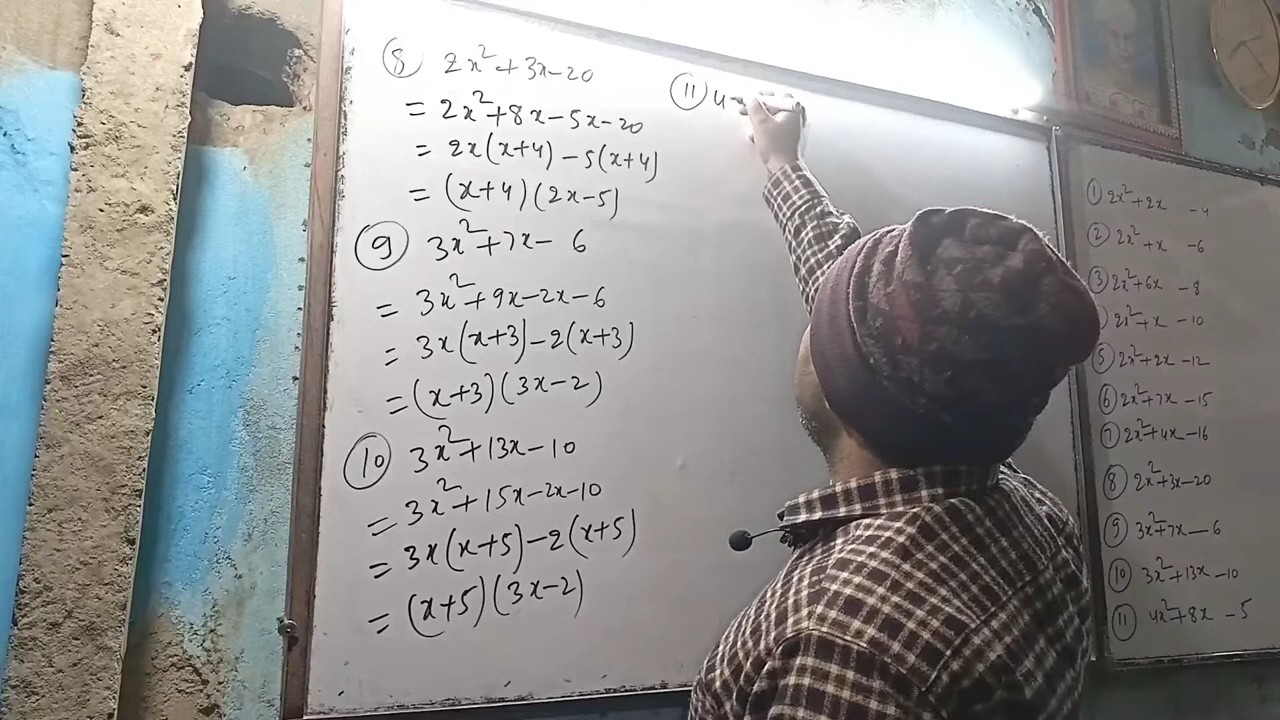 ⑧ 2x² + 3x - 20
= 2x² + 8x - 5x - 20
= 2x(x+4) - 5(x+4)
= (x+4)(2x-5)
⑨ 3x² + 7x - 6
= 3x² + 9x - 2x - 6
= 3x(x+3) - 2(x+3)
= (x+3)(3x-2)
⑩ 3x² + 13x - 10
= 3x² + 15x - 2x - 10
= 3x(x+5) - 2(x+5)
= (x+5)(3x-2)
⑪ 4
① 2x² + 2x - 4
② 2x² + x - 6
③ 2x² + 6x - 8
2x² + x - 10
⑤ 2x² + 2x - 12
⑥ 2x² + 7x - 15
⑦ 2x² + 4x - 16
⑧ 2x² + 3x - 20
⑨ 3x² + 7x - 6
⑩ 3x² + 13x - 10
⑪ 4x² + 8x - 5